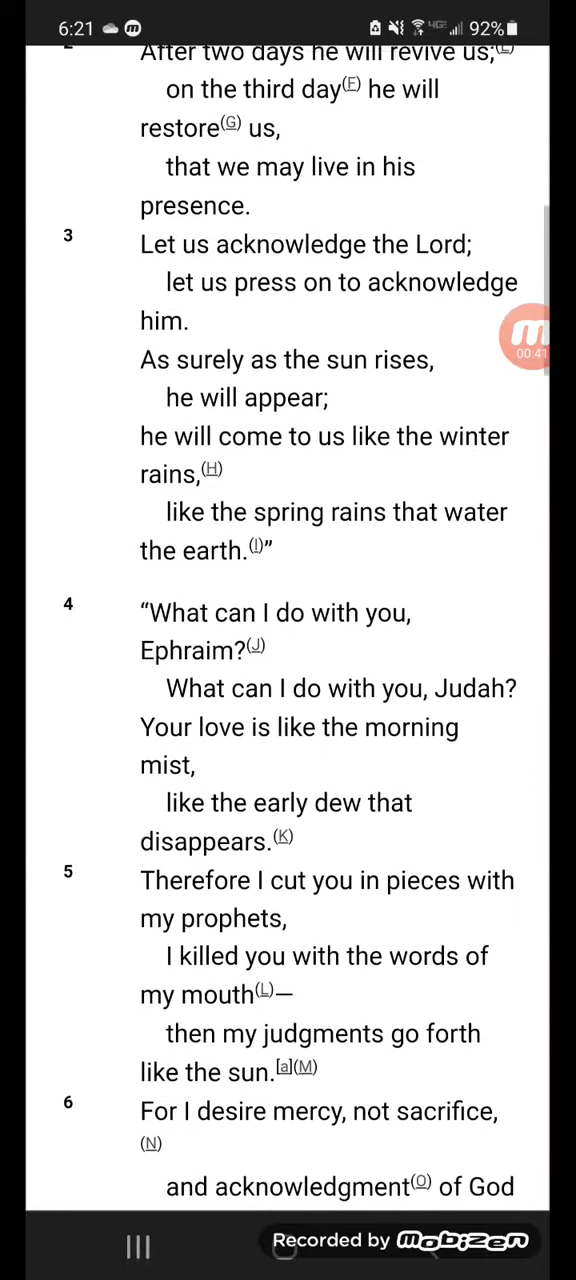 6:21 m 4GE 92%
2 After two days he will revive us;(E)
on the third day(F) he will
restore(G) us,
that we may live in his
presence.
3 Let us acknowledge the Lord;
let us press on to acknowledge
him.
As surely as the sun rises,
he will appear;
he will come to us like the winter
rains,(H)
like the spring rains that water
the earth.(I)”
m
00:41
4 “What can I do with you,
Ephraim?(J)
What can I do with you, Judah?
Your love is like the morning
mist,
like the early dew that
disappears.(K)
5 Therefore I cut you in pieces with
my prophets,
I killed you with the words of
my mouth(L)—
then my judgments go forth
like the sun.[a](M)
6 For I desire mercy, not sacrifice,
(N)
and acknowledgment(O) of God
Recorded by mobizen